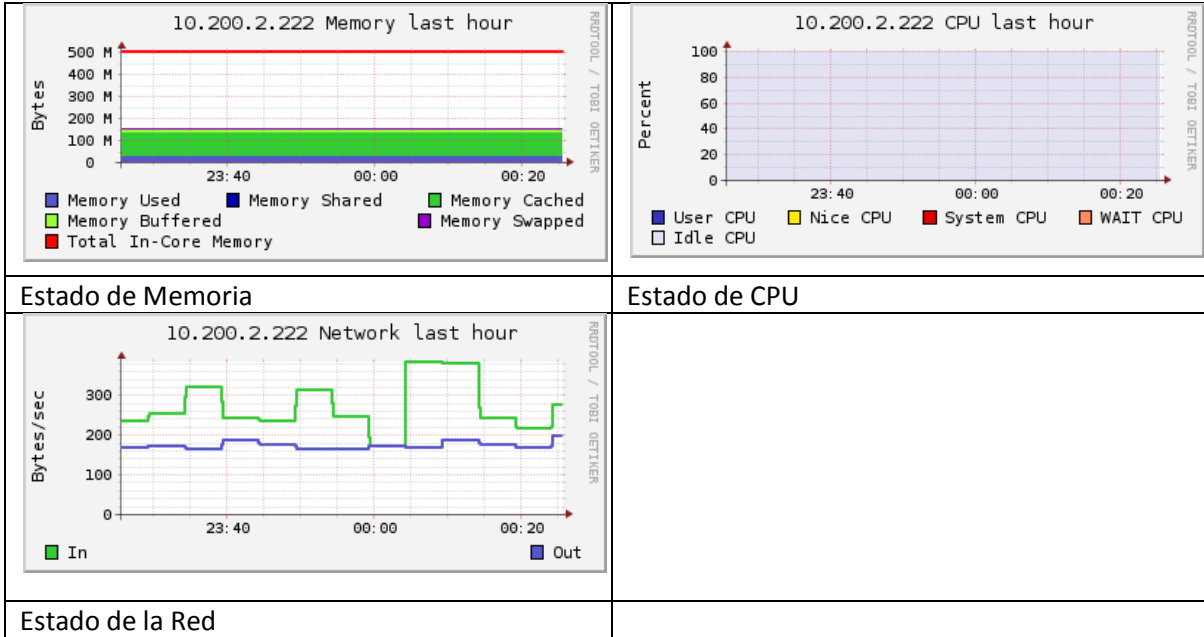 10.200.2.222 Memory last hour
RRDTOOL / TOBI OETIKER
Bytes
500 M
400 M
300 M
200 M
100 M
0
23:40 00:00 00:20
Memory Used Memory Shared Memory Cached
Memory Buffered Memory Swapped
Total In-Core Memory
10.200.2.222 CPU last hour
RRDTOOL / TOBI OETIKER
Percent
100
80
60
40
20
0
23:40 00:00 00:20
User CPU Nice CPU System CPU WAIT CPU
Idle CPU
Estado de Memoria
Estado de CPU
10.200.2.222 Network last hour
RRDTOOL / TOBI OETIKER
Bytes/sec
300
200
100
0
23:40 00:00 00:20
In Out
Estado de la Red